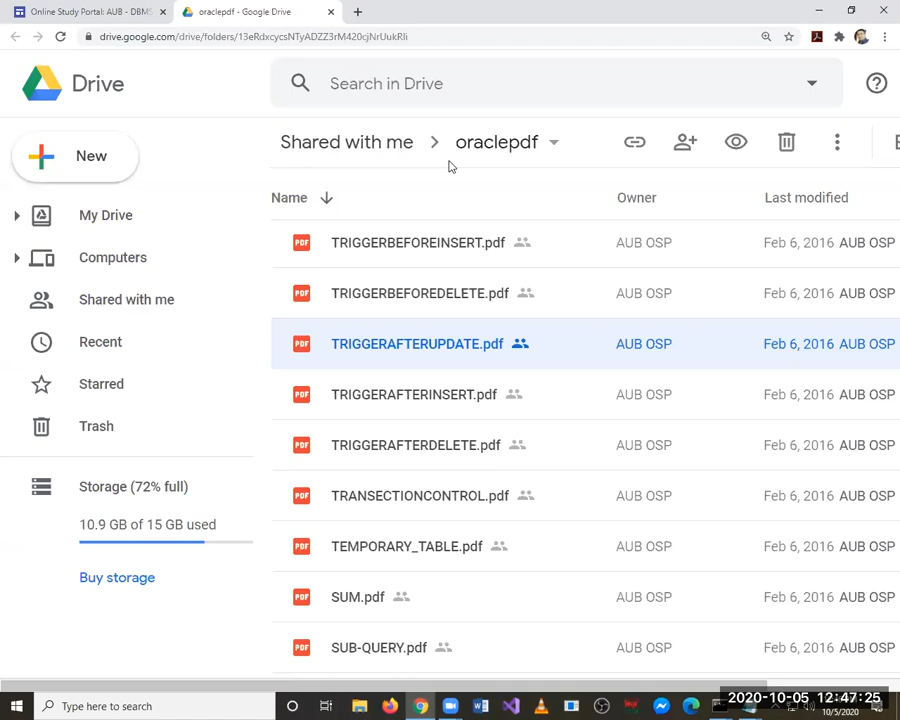 Online Study Portal: AUB - DBMS
oraclepdf - Google Drive
drive.google.com/drive/folders/13eRdxcycsNTyADZZ3rM420cjNrUukRli
Drive
Search in Drive
New
Shared with me > oraclepdf
My Drive
Computers
Shared with me
Recent
Starred
Trash
Storage (72% full)
10.9 GB of 15 GB used
Buy storage
Name Owner Last modified
TRIGGERBEFOREINSERT.pdf AUB OSP Feb 6, 2016 AUB OSP
TRIGGERBEFOREDELETE.pdf AUB OSP Feb 6, 2016 AUB OSP
TRIGGERAFTERUPDATE.pdf AUB OSP Feb 6, 2016 AUB OSP
TRIGGERAFTERINSERT.pdf AUB OSP Feb 6, 2016 AUB OSP
TRIGGERAFTERDELETE.pdf AUB OSP Feb 6, 2016 AUB OSP
TRANSECTIONCONTROL.pdf AUB OSP Feb 6, 2016 AUB OSP
TEMPORARY_TABLE.pdf AUB OSP Feb 6, 2016 AUB OSP
SUM.pdf AUB OSP Feb 6, 2016 AUB OSP
SUB-QUERY.pdf AUB OSP Feb 6, 2016 AUB OSP
Type here to search
2020-10-05 12:47:25
10/5/2020